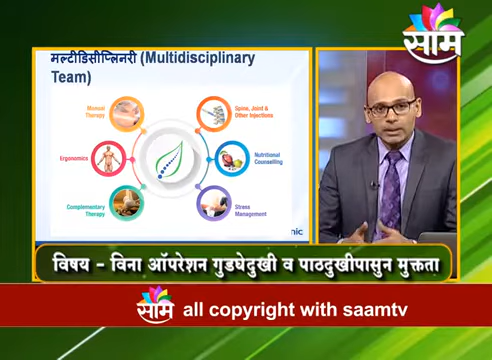 साम
मल्टीडिसीप्लिनरी (Multidisciplinary
Team)
Manual
Therapy
Spine, Joint &
Other Injections
Ergonomics
Nutritional
Counselling
Complementary
Therapy
Stress
Management
nic
विषय - विना ऑपरेशन गुडघेदुखी व पाठदुखीपासुन मुक्तता
साम all copyright with saamtv